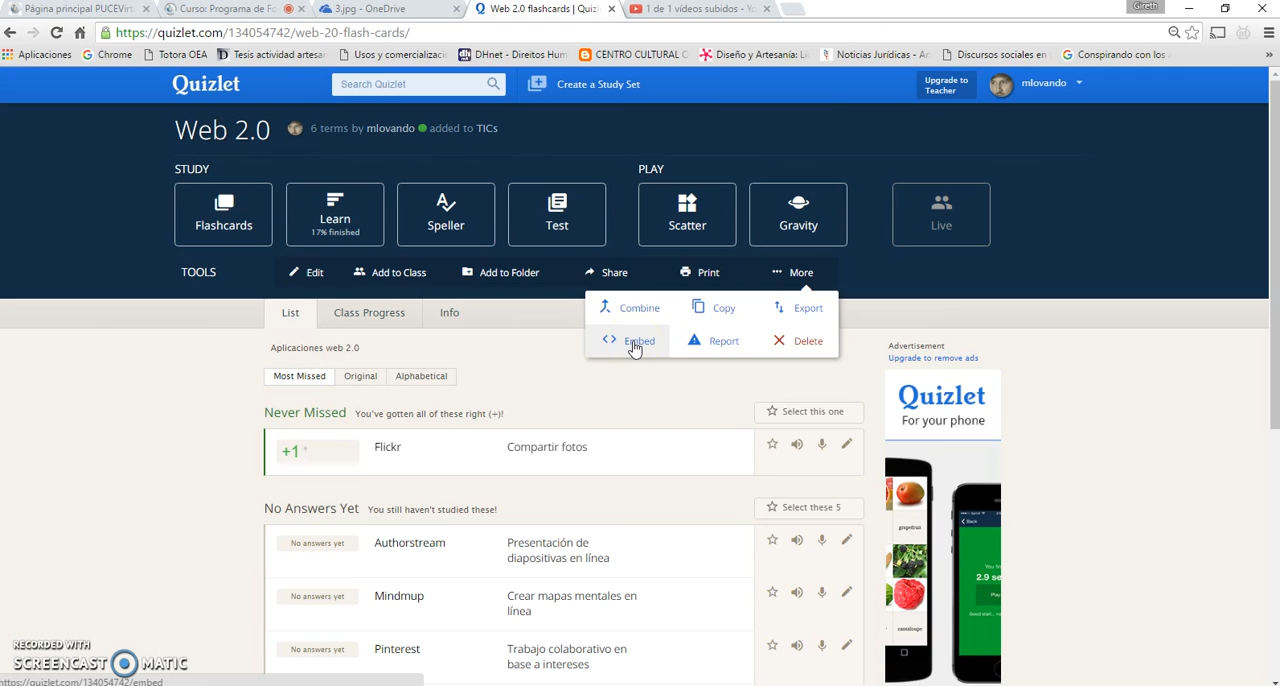 Página principal PUCEVirt
Curso: Programa de Fo
3.jpg - OneDrive
Web 2.0 flashcards | Quiz
1 de 1 vídeos subidos - Yo
Gireth
https://quizlet.com/134054742/web-20-flash-cards/
Aplicaciones
Chrome
Totora OEA
Tesis actividad artesa
Usos y comercializaci
DHnet - Direitos Hum
CENTRO CULTURAL
Diseño y Artesanía: L
Noticias Jurídicas - A
Discursos sociales en
Conspirando con los
»
Quizlet
Search Quizlet
Create a Study Set
Upgrade to
Teacher
mlovando
Web 2.0
6 terms by mlovando added to TICs
STUDY
PLAY
Flashcards
Learn
17% finished
Speller
Test
Scatter
Gravity
Live
TOOLS
Edit
Add to Class
Add to Folder
Share
Print
More
Combine
Copy
Export
Embed
Report
Delete
List
Class Progress
Info
Aplicaciones web 2.0
Most Missed
Original
Alphabetical
Advertisement
Upgrade to remove ads
Quizlet
For your phone
Never Missed You've gotten all of these right (÷)!
Select this one
+1
Flickr
Compartir fotos
No Answers Yet You still haven't studied these!
Select these 5
No answers yet
Authorstream
Presentación de
diapositivas en línea
No answers yet
Mindmup
Crear mapas mentales en
línea
No answers yet
Pinterest
Trabajo colaborativo en
base a intereses
Back
grapefruit
2.9 se
cantaloupe
RECORDED WITH
SCREENCAST MATIC
https://quizlet.com/134054742/embed